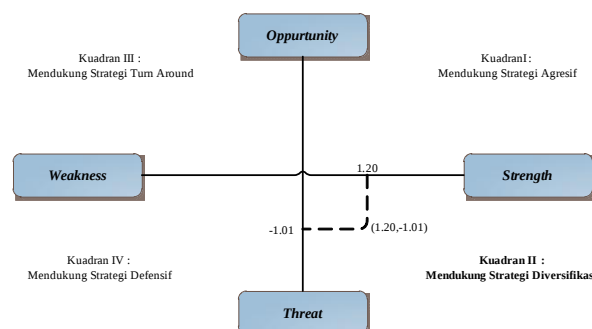 Oppurtunity
Kuadran III :
Mendukung Strategi Turn Around
KuadranI :
Mendukung Strategi Agresif
Weakness
1.20
Strength
-1.01
(1.20,-1.01)
Kuadran IV :
Mendukung Strategi Defensif
Kuadran II :
Mendukung Strategi Diversifikas
Threat